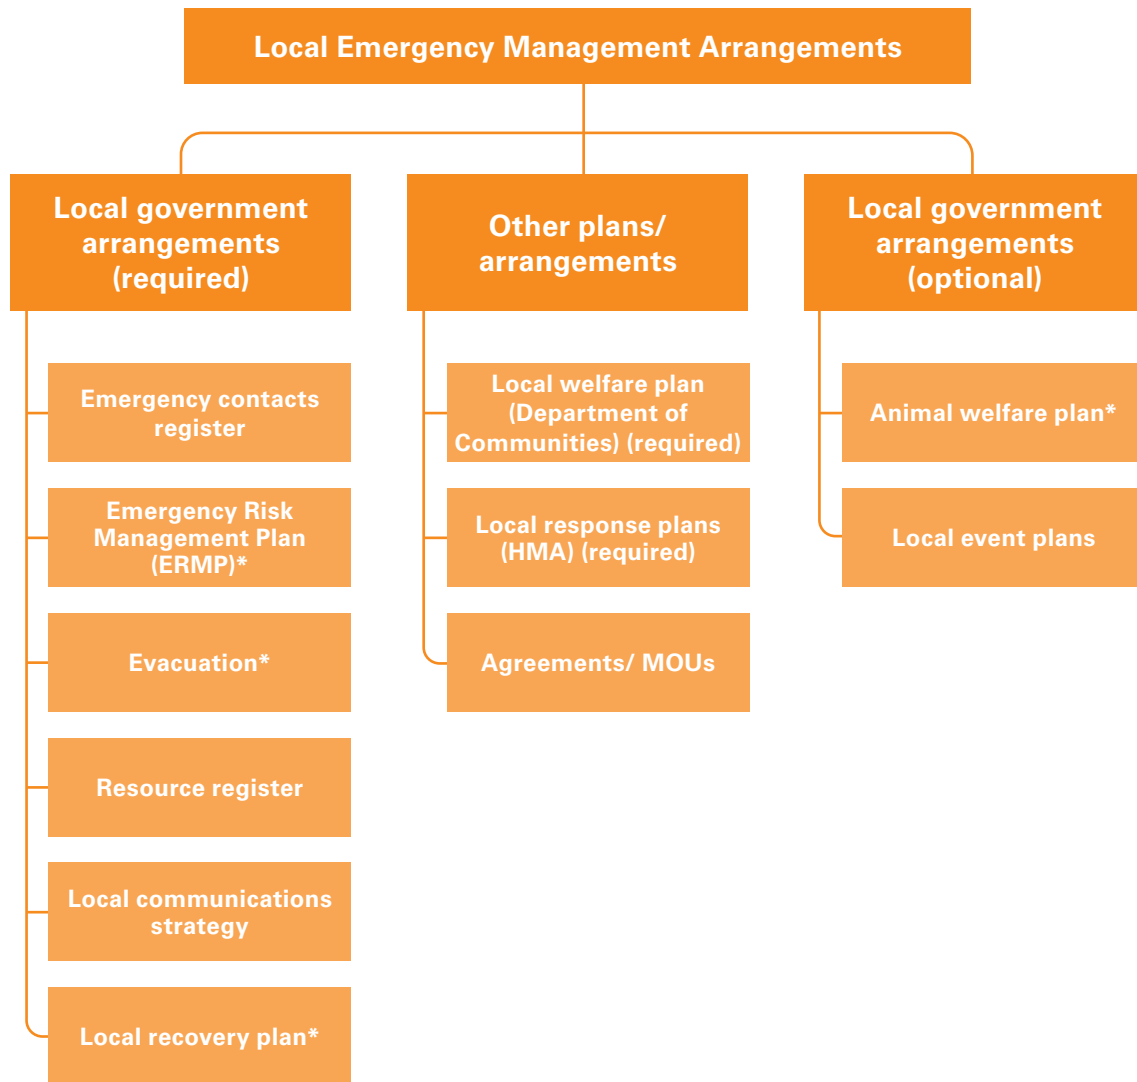 Local Emergency Management Arrangements
Local government
arrangements
(required)
Other plans/
arrangements
Local government
arrangements
(optional)
Emergency contacts
register
Emergency Risk
Management Plan
(ERMP)*
Evacuation*
Resource register
Local communications
strategy
Local recovery plan*
Local welfare plan
(Department of
Communities) (required)
Local response plans
(HMA) (required)
Agreements/ MOUs
Animal welfare plan*
Local event plans